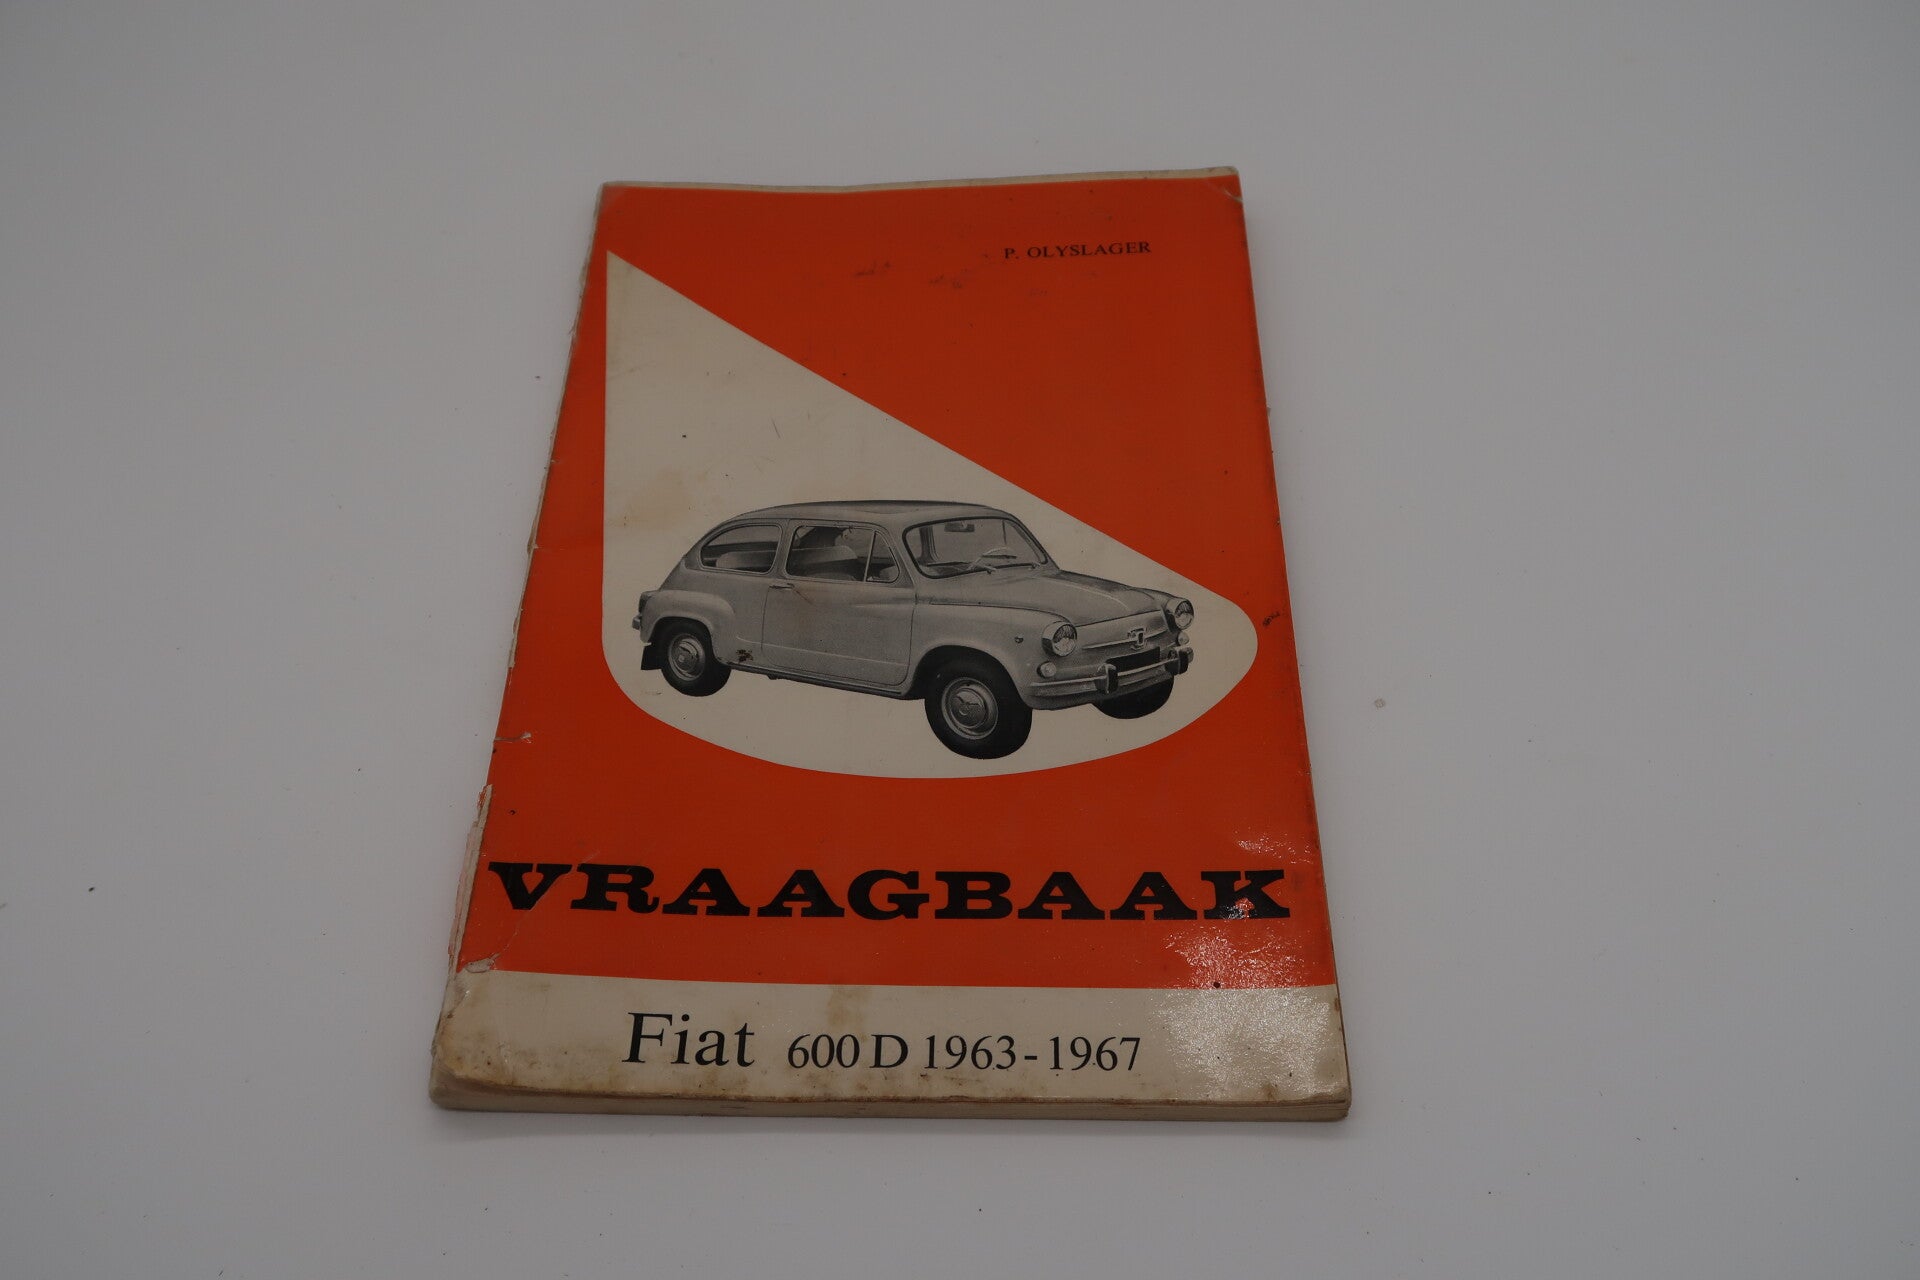 P. OLYSLAGER
VRAAGBAAK
Fiat 600 D 1963-1967